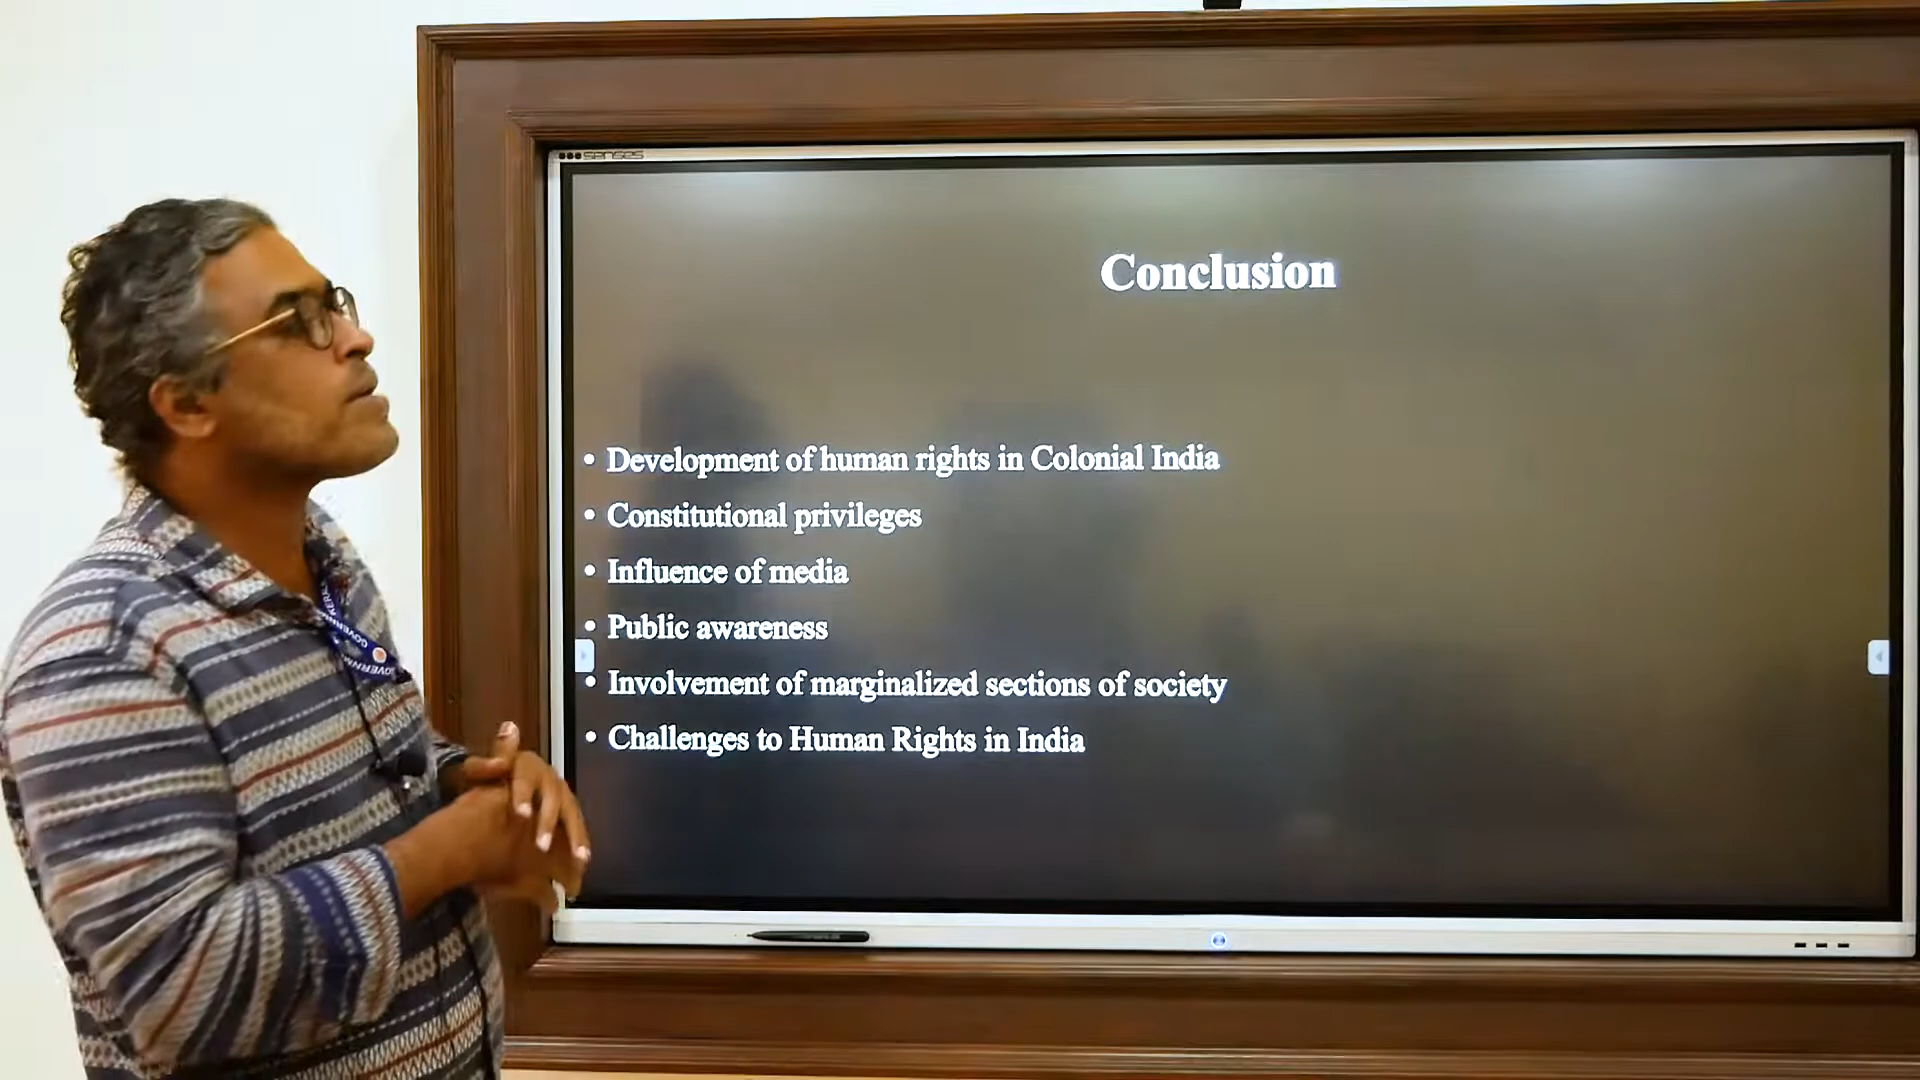 senses
Conclusion
• Development of human rights in Colonial India
• Constitutional privileges
• Influence of media
• Public awareness
• Involvement of marginalized sections of society
• Challenges to Human Rights in India